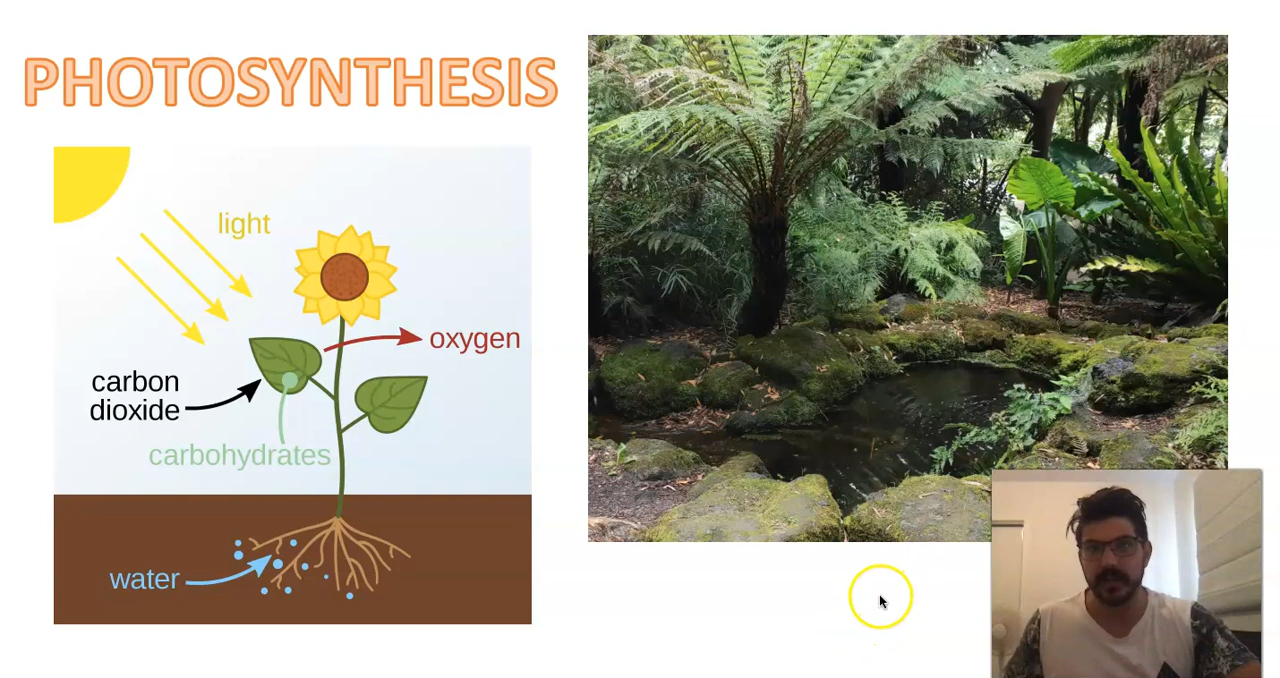 PHOTOSYNTHESIS
light
oxygen
carbon
dioxide
carbohydrates
water